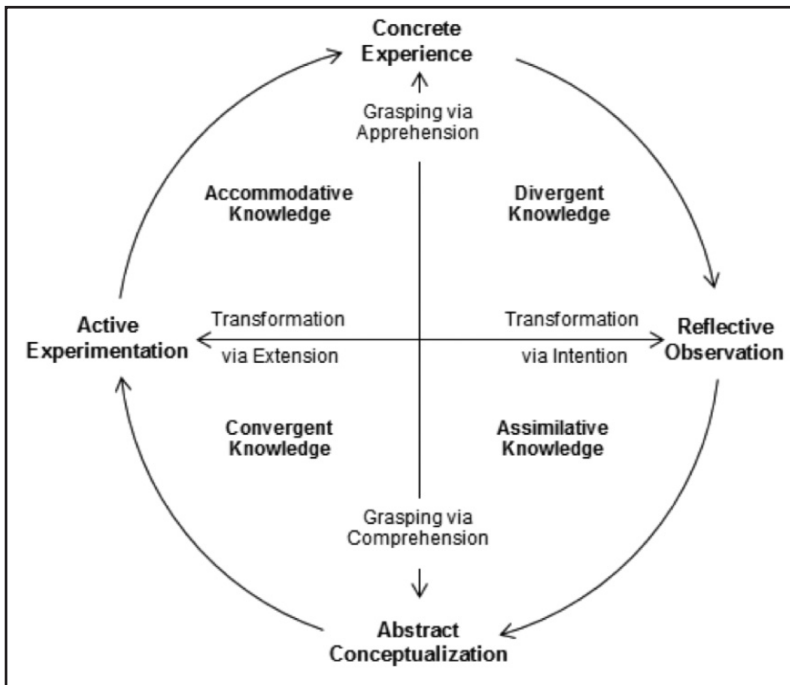 Concrete
Experience
Grasping via
Apprehension
Accommodative
Knowledge
Divergent
Knowledge
Active
Experimentation
Transformation
via Extension
Transformation
via Intention
Reflective
Observation
Convergent
Knowledge
Assimilative
Knowledge
Grasping via
Comprehension
Abstract
Conceptualization